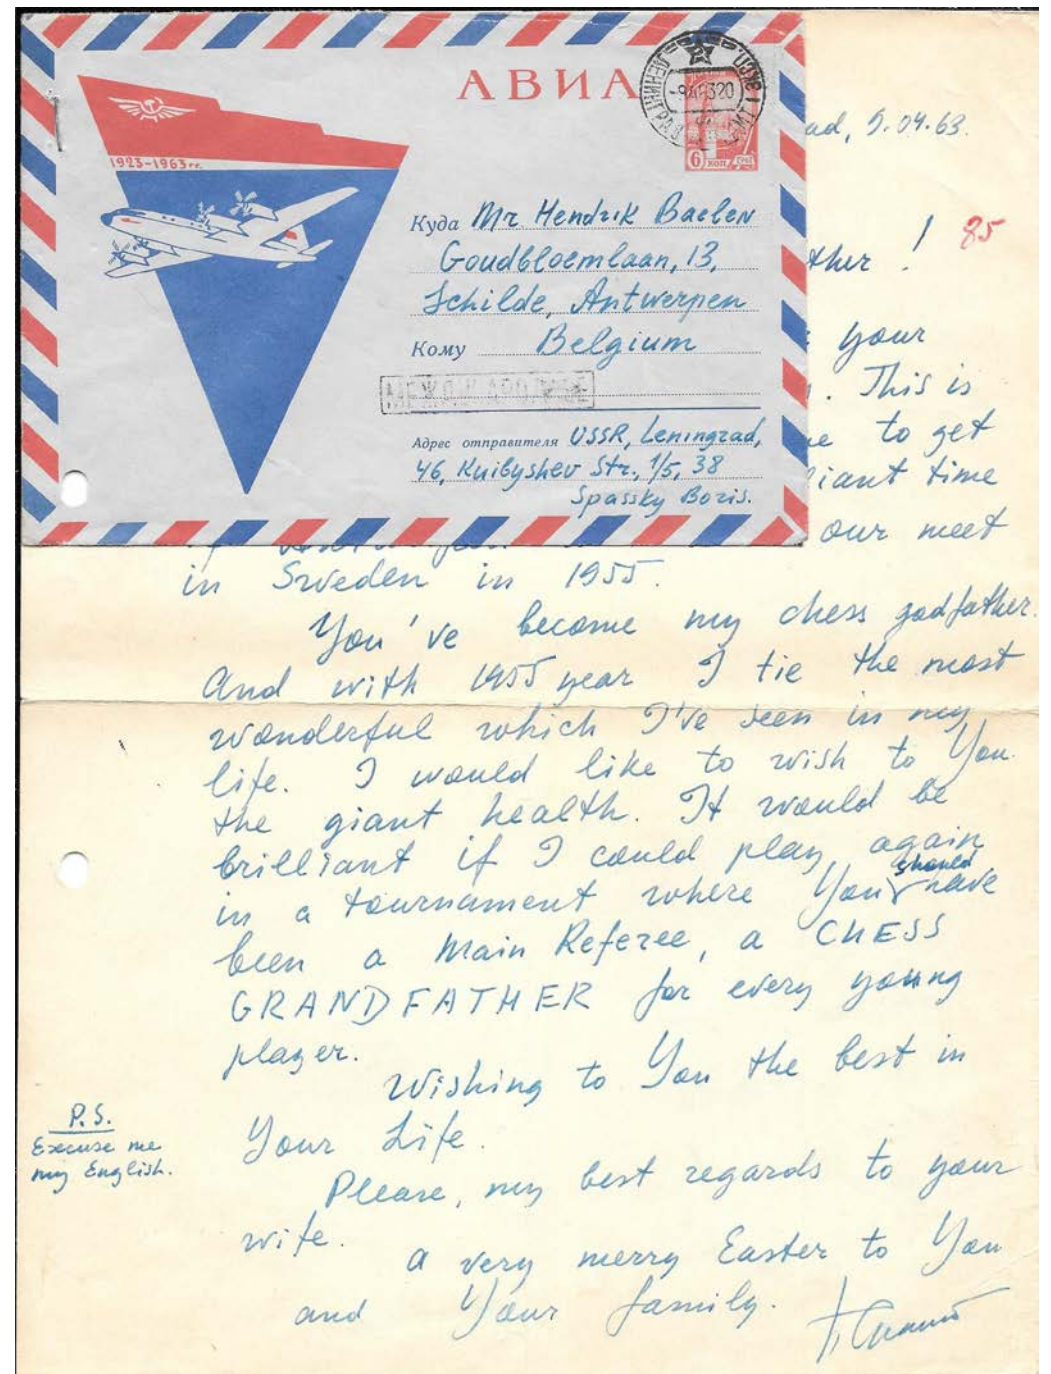 АВИА
1923-1963 гг.
ЛЕНИНГРАД
6 КОП
Куда Mr. Hendrik Baelen
Goudbloemlaan, 13,
Schilde, Antwerpen
Кому Belgium
МЕЖДУНАРОДНОЕ
Адрес отправителя USSR, Leningrad,
46, Kuibyshev Str., 1/5, 38
Spassky Boris.
ad, 9.04.63.
85
ther!
your
. This is
to get
liant time
our meet
in Sweden in 1955.
You've become my chess godfather.
And with 1955 year I tie the most
wonderful which I've seen in my
life. I would like to wish to You
the giant health. It would be
brilliant if I could play again
in a tournament where You should have
been a Main Referee, a CHESS
GRANDFATHER for every young
player.
Wishing to You the best in
Your Life.
P.S.
Excuse me
my English.
Please, my best regards to your
wife.
A very merry Easter to You
and Your family.